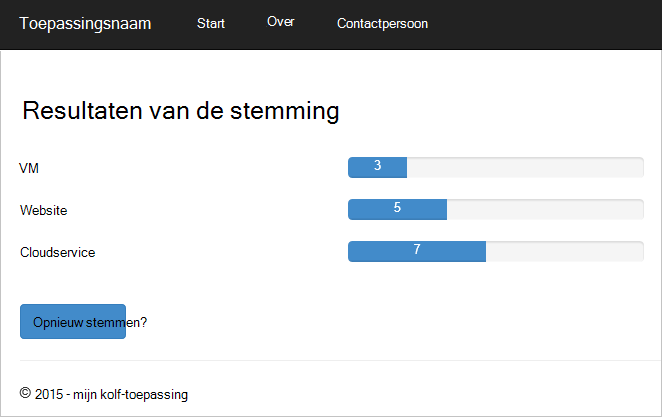 Toepassingsnaam Start Over Contactpersoon
Resultaten van de stemming
VM 3
Website 5
Cloudservice 7
Opnieuw stemmen?
© 2015 - mijn kolf-toepassing